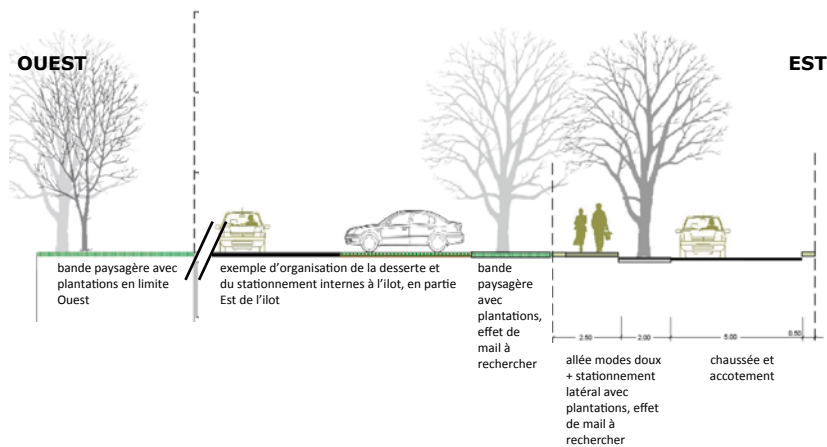 OUEST
EST
bande paysagère avec
plantations en limite
Ouest
exemple d'organisation de la desserte et
du stationnement internes à l'ilot, en partie
Est de l'ilot
bande
paysagère
avec
plantations,
effet de
mail à
rechercher
2.50
2.00
5.00
0.50
allée modes doux
+ stationnement
latéral avec
plantations, effet
de mail à
rechercher
chaussée et
accotement